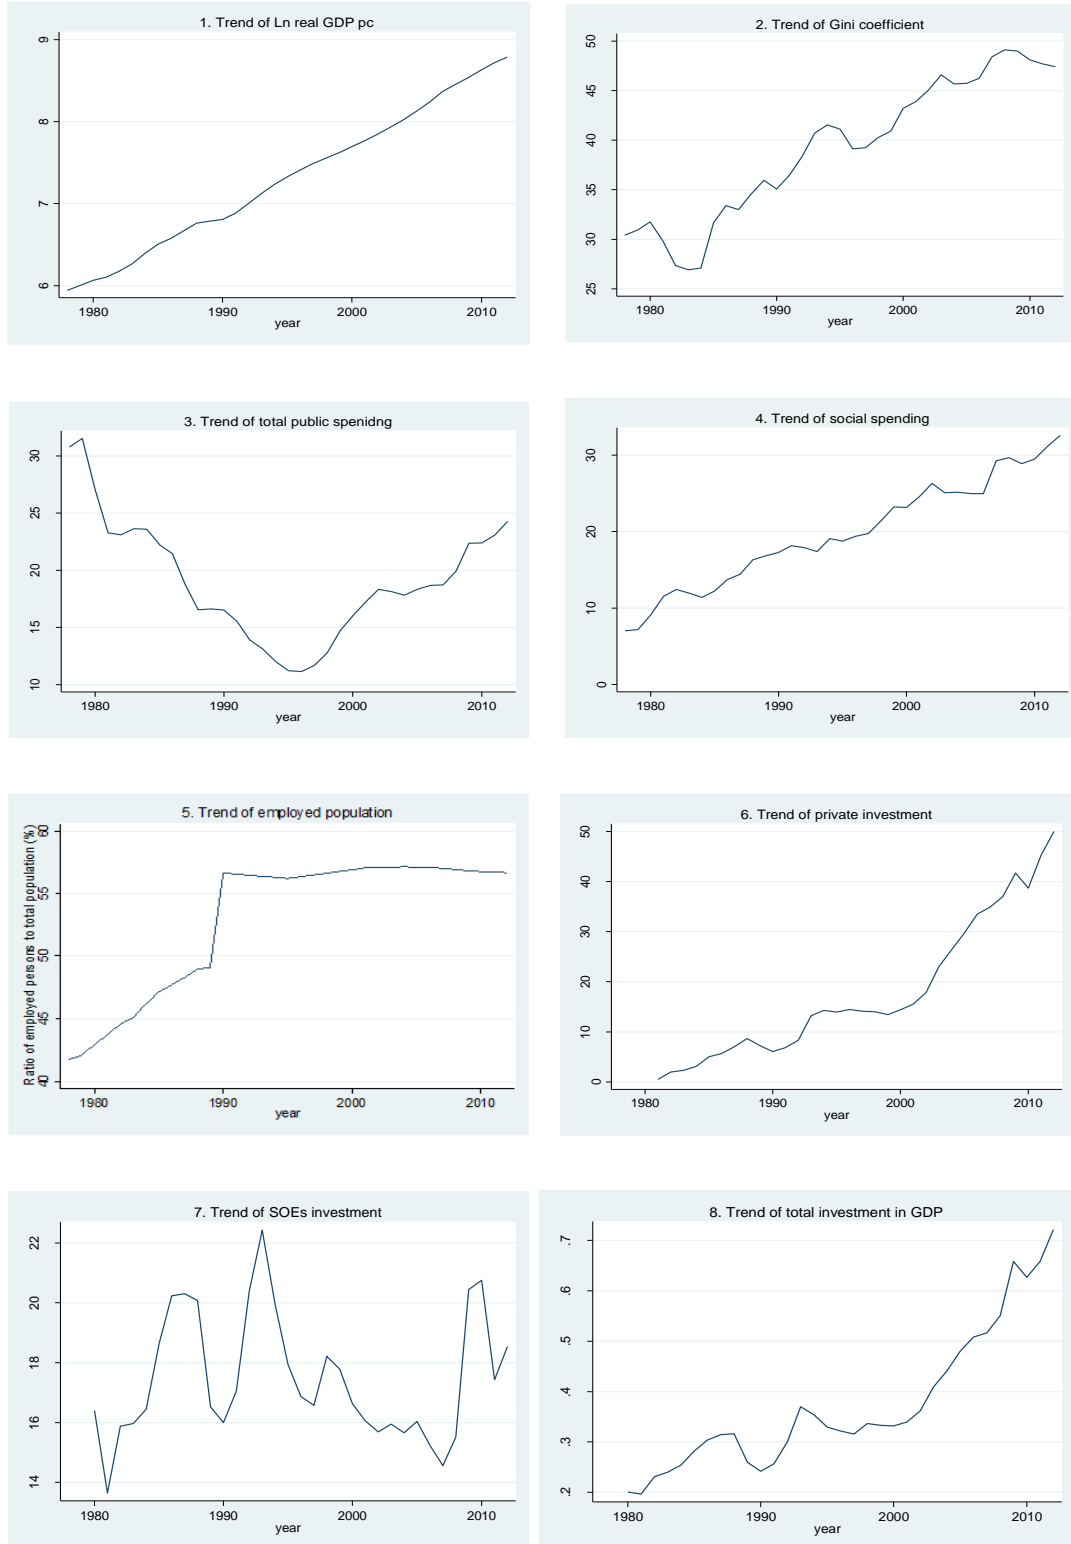 1. Trend of Ln real GDP pc
9
8
7
6
1980 1990 2000 2010
year
2. Trend of Gini coefficient
50
45
40
35
30
25
1980 1990 2000 2010
year
3. Trend of total public spenidng
30
25
20
15
10
1980 1990 2000 2010
year
4. Trend of social spending
30
20
10
0
1980 1990 2000 2010
year
5. Trend of employed population
Ratio of employed persons to total population (%)
60
55
50
45
40
1980 1990 2000 2010
year
6. Trend of private investment
50
40
30
20
10
0
1980 1990 2000 2010
year
7. Trend of SOEs investment
22
20
18
16
14
1980 1990 2000 2010
year
8. Trend of total investment in GDP
.7
.6
.5
.4
.3
.2
1980 1990 2000 2010
year